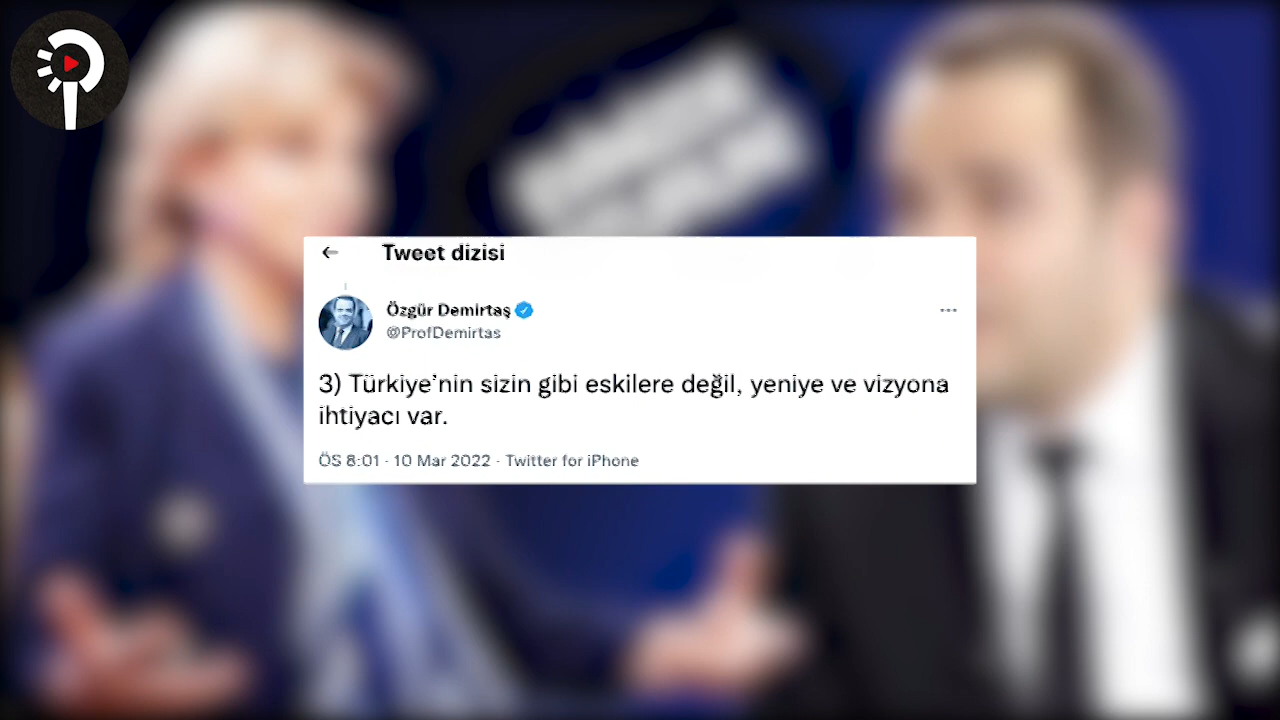 Tweet dizisi
Özgür Demirtaş
@ProfDemirtas
3) Türkiye'nin sizin gibi eskilere değil, yeniye ve vizyona
ihtiyacı var.
ÖS 8:01 · 10 Mar 2022 · Twitter for iPhone